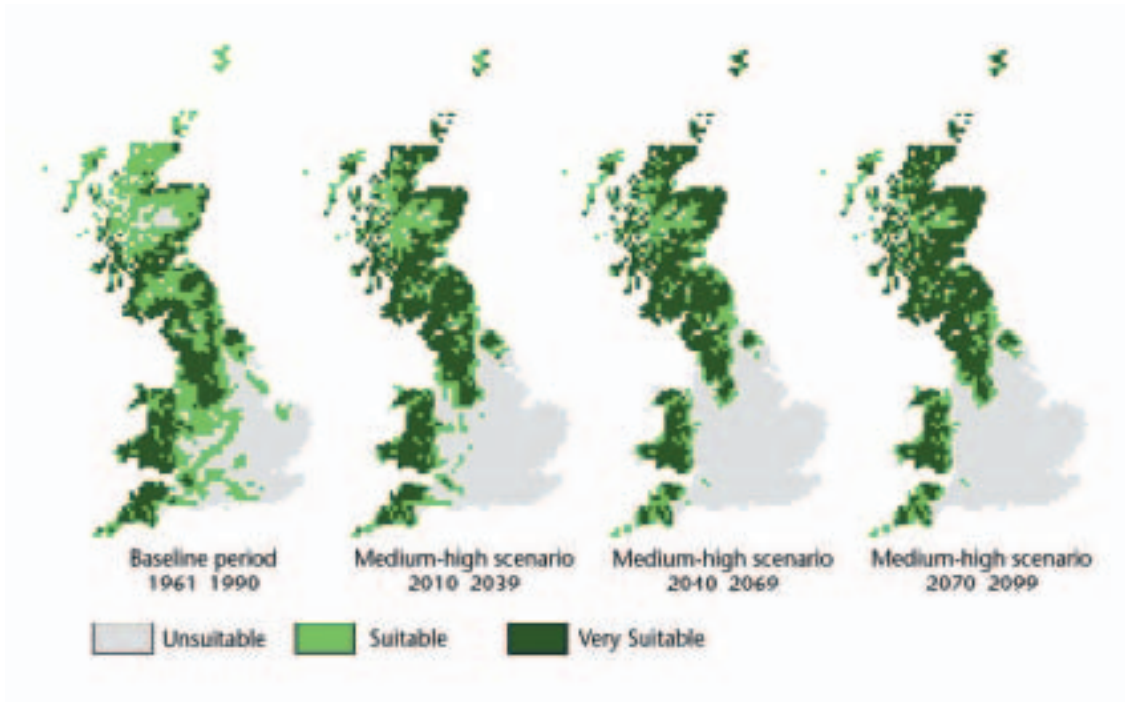 Baseline period
1961 1990
Medium-high scenario
2010 2039
Medium-high scenario
2040 2069
Medium-high scenario
2070 2099
Unsuitable
Suitable
Very Suitable